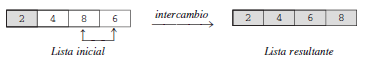 2 4 8 6 intercambio 2 4 6 8
Lista inicial Lista resultante